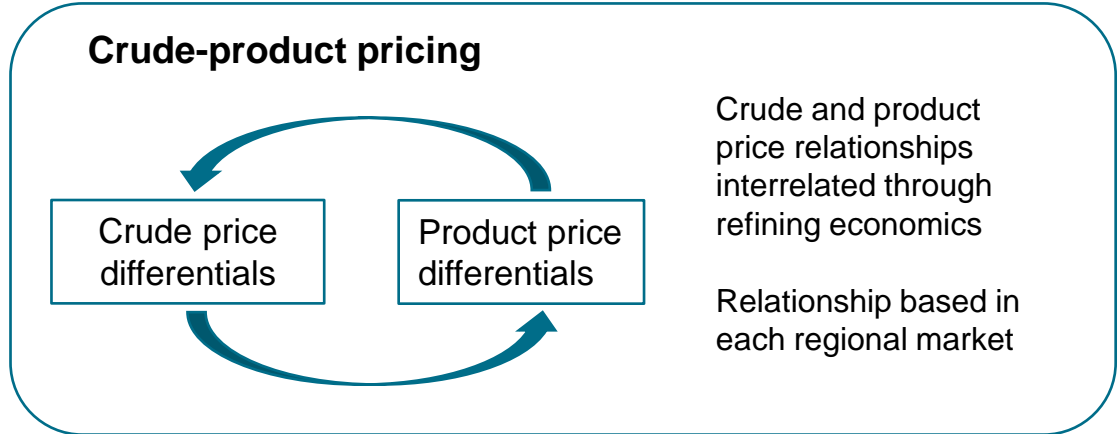 Crude-product pricing
Crude price
differentials
Product price
differentials
Crude and product
price relationships
interrelated through
refining economics
Relationship based in
each regional market